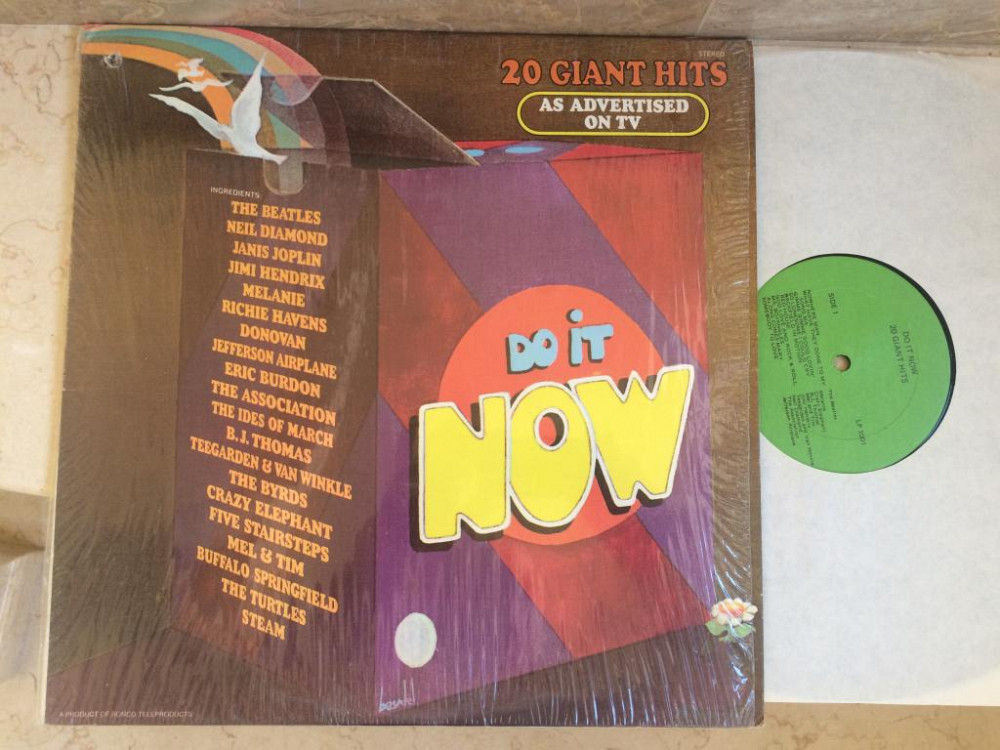 STEREO
20 GIANT HITS
AS ADVERTISED
ON TV
INGREDIENTS:
THE BEATLES
NEIL DIAMOND
JANIS JOPLIN
JIMI HENDRIX
MELANIE
RICHIE HAVENS
DONOVAN
JEFFERSON AIRPLANE
ERIC BURDON
THE ASSOCIATION
THE IDES OF MARCH
B.J. THOMAS
TEEGARDEN & VAN WINKLE
THE BYRDS
CRAZY ELEPHANT
FIVE STAIRSTEPS
MEL & TIM
BUFFALO SPRINGFIELD
THE TURTLES
STEAM
DO IT
NOW
A PRODUCT OF RONCO TELEPRODUCTS
DO IT NOW
20 GIANT HITS
SIDE 1
LP 1001